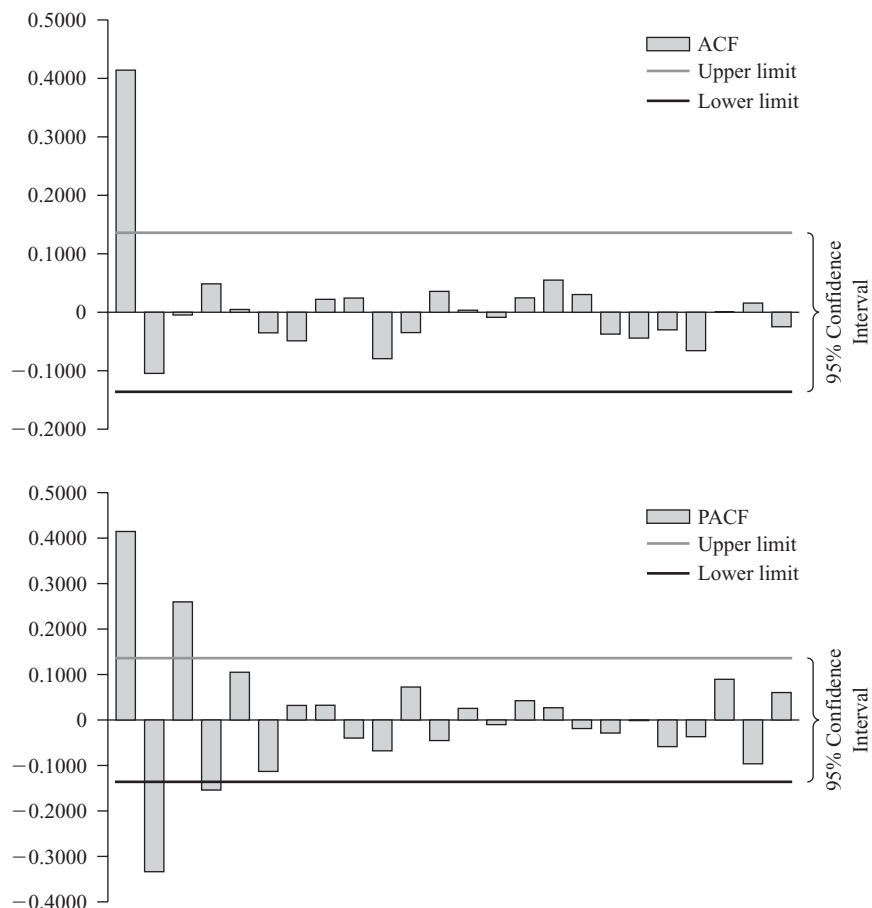 0.5000
0.4000
0.3000
0.2000
0.1000
0
−0.1000
−0.2000
ACF
Upper limit
Lower limit
95% Confidence
Interval
0.5000
0.4000
0.3000
0.2000
0.1000
0
−0.1000
−0.2000
−0.3000
−0.4000
PACF
Upper limit
Lower limit
95% Confidence
Interval